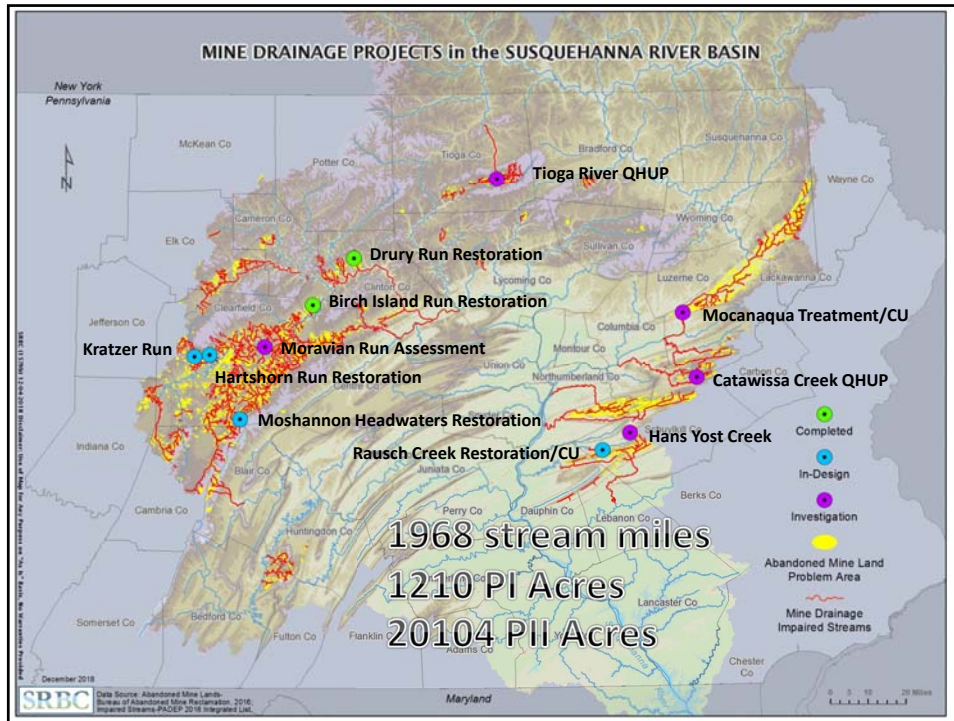 MINE DRAINAGE PROJECTS in the SUSQUEHANNA RIVER BASIN
New York
Pennsylvania
N
McKean Co
Potter Co
Tioga Co
Bradford Co
Susquehanna Co
Wayne Co
Tioga River QHUP
Cameron Co
Elk Co
Wyoming Co
Sullivan Co
Drury Run Restoration
Lycoming Co
Luzerne Co
Lackawanna Co
Clinton Co
Clearfield Co
Birch Island Run Restoration
Mocanaqua Treatment/CU
Jefferson Co
Columbia Co
Kratzer Run
Moravian Run Assessment
Montour Co
Union Co
Carbon Co
Hartshorn Run Restoration
Centre Co
Northumberland Co
Catawissa Creek QHUP
Moshannon Headwaters Restoration
Snyder Co
Schuylkill Co
Hans Yost Creek
Indiana Co
Blair Co
Rausch Creek Restoration/CU
Juniata Co
Cambria Co
Perry Co
Dauphin Co
Lebanon Co
Berks Co
Huntingdon Co
1968 stream miles
1210 PI Acres
20104 PII Acres
Lancaster Co
Somerset Co
Bedford Co
Fulton Co
Franklin Co
Adams Co
Chester Co
Maryland
Completed
In-Design
Investigation
Abandoned Mine Land
Problem Area
Mine Drainage
Impaired Streams
0 5 10 20 Miles
December 2018
SRBC
Data Source: Abandoned Mine Lands-
Bureau of Abandoned Mine Reclamation, 2016;
Impaired Streams-PADEP 2016 Integrated List.